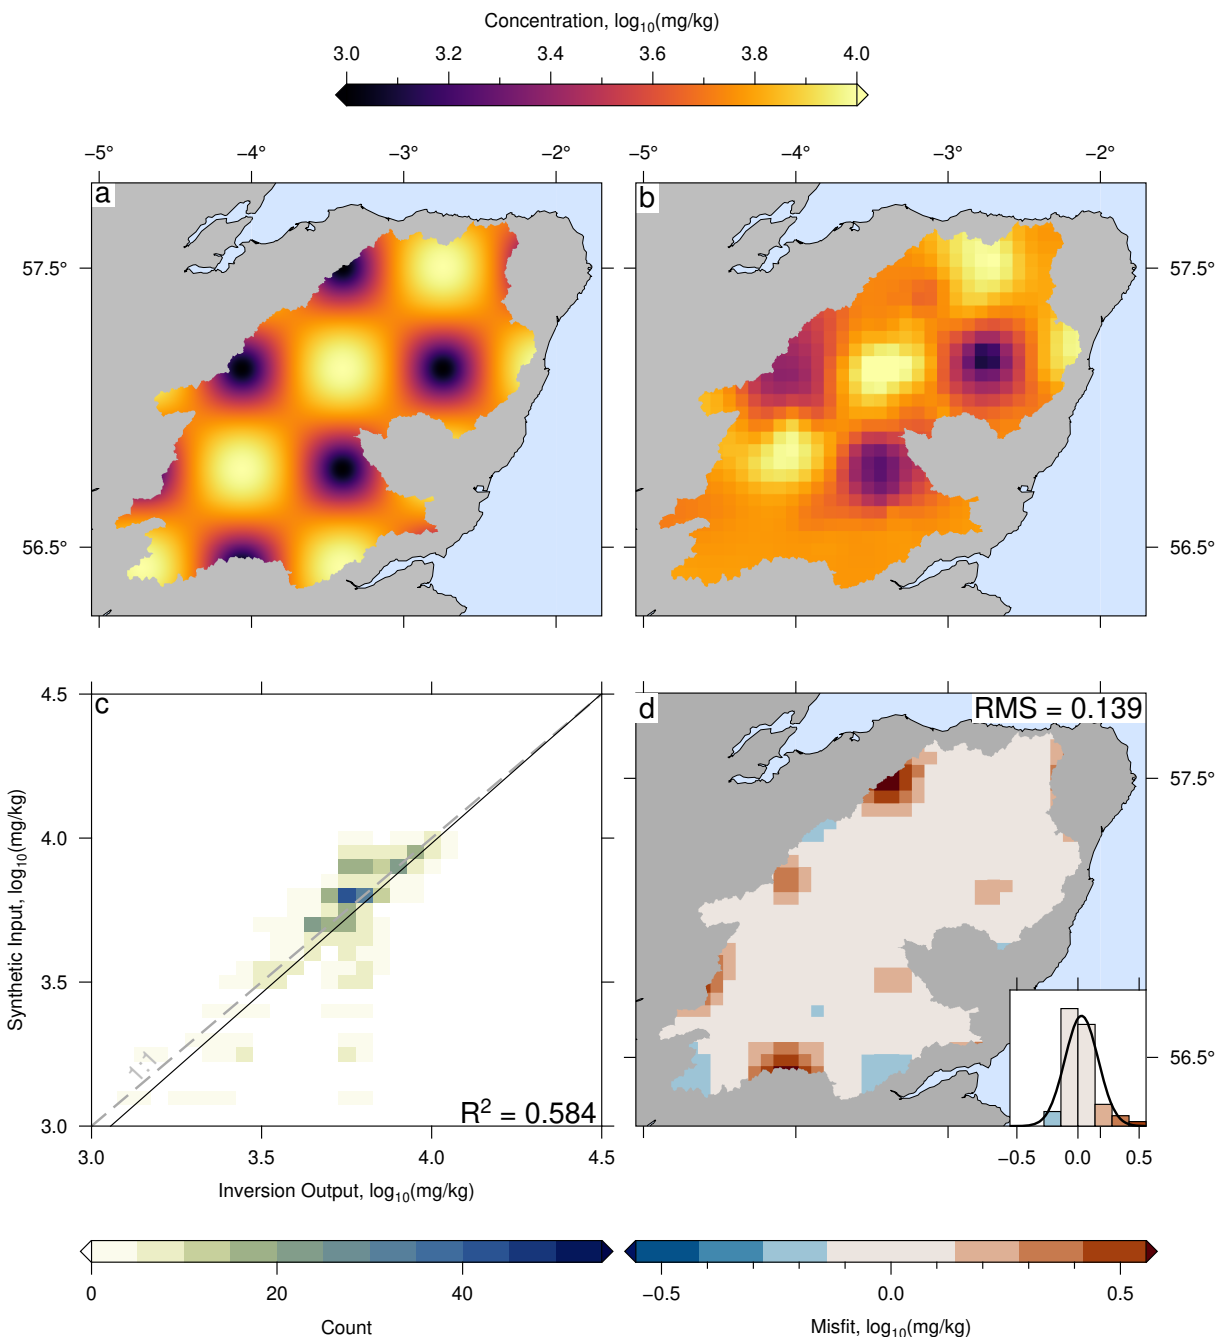 Concentration, log10(mg/kg)
3.0 3.2 3.4 3.6 3.8 4.0
−5° −4° −3° −2° −5° −4° −3° −2°
a b
57.5° 57.5°
56.5° 56.5°
4.5 c d RMS = 0.139
4.0 57.5°
3.5
Synthetic Input, log10(mg/kg)
1:1 56.5°
R2 = 0.584
3.0
3.0 3.5 4.0 4.5 −0.5 0.0 0.5
Inversion Output, log10(mg/kg)
0 20 40 −0.5 0.0 0.5
Count Misfit, log10(mg/kg)